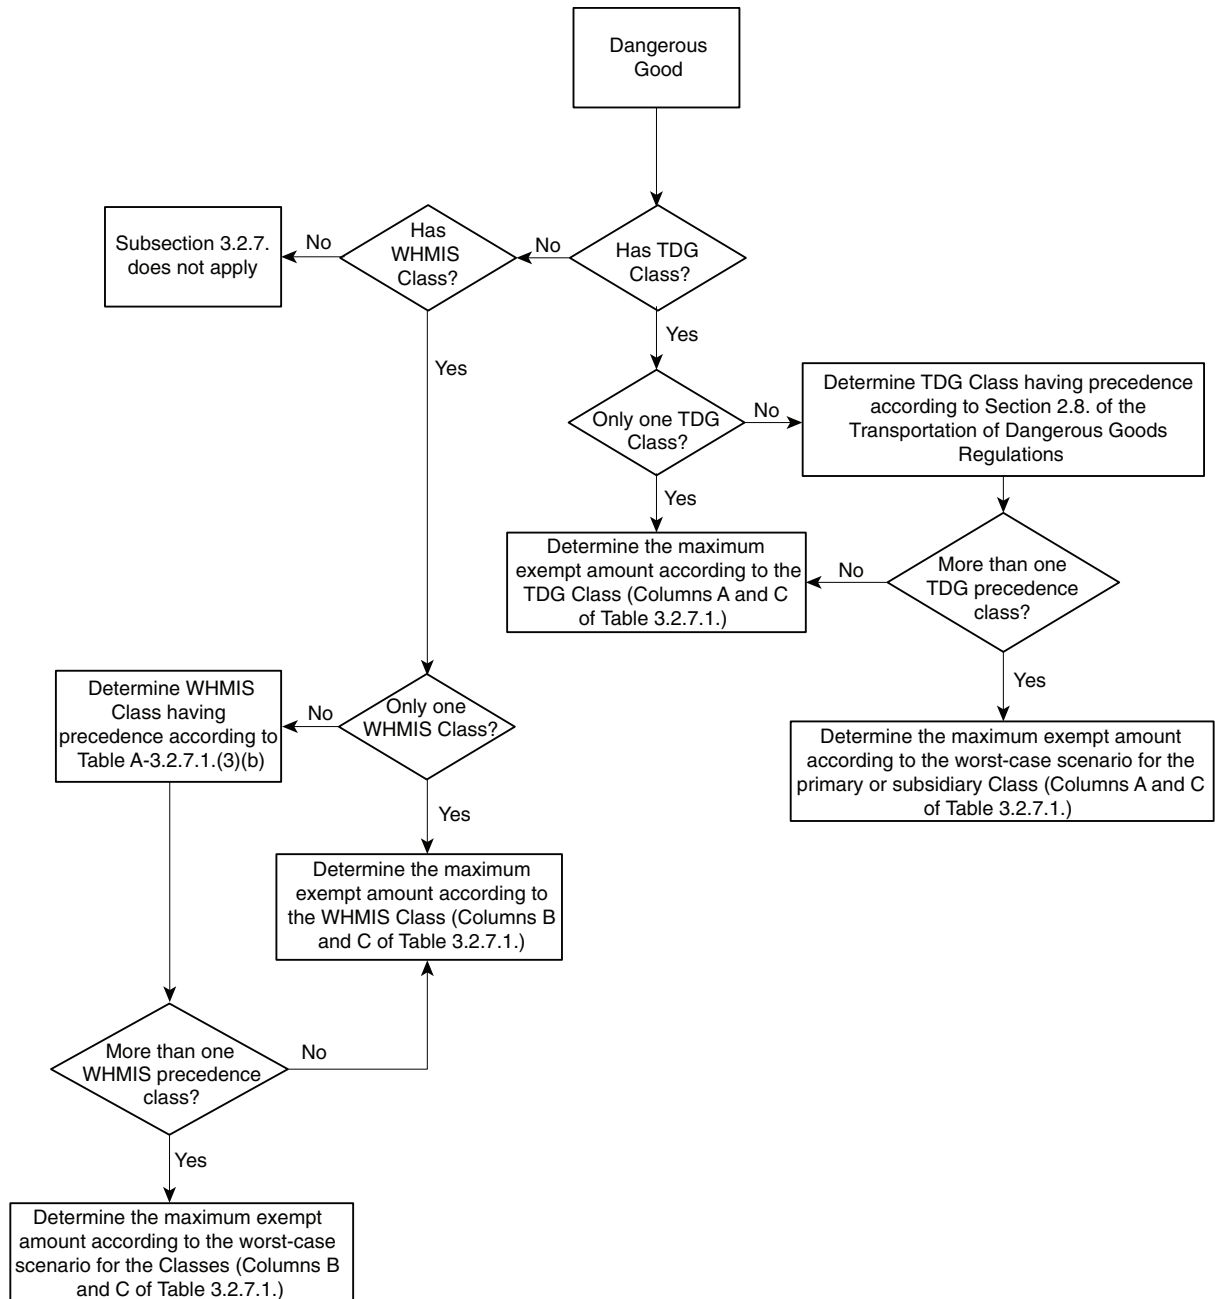 Dangerous
Good
Has TDG
Class?
No
Has
WHMIS
Class?
No
Subsection 3.2.7.
does not apply
Yes
Yes
Only one TDG
Class?
No
Determine TDG Class having precedence
according to Section 2.8. of the
Transportation of Dangerous Goods
Regulations
Yes
Determine the maximum
exempt amount according to the
TDG Class (Columns A and C
of Table 3.2.7.1.)
No
More than one
TDG precedence
class?
Yes
Determine the maximum exempt amount
according to the worst-case scenario for the
primary or subsidiary Class (Columns A and C
of Table 3.2.7.1.)
Only one
WHMIS Class?
No
Determine WHMIS
Class having
precedence according to
Table A-3.2.7.1.(3)(b)
Yes
Determine the maximum
exempt amount according to
the WHMIS Class (Columns B
and C of Table 3.2.7.1.)
More than one
WHMIS precedence
class?
No
Yes
Determine the maximum exempt
amount according to the worst-case
scenario for the Classes (Columns B
and C of Table 3.2.7.1.)